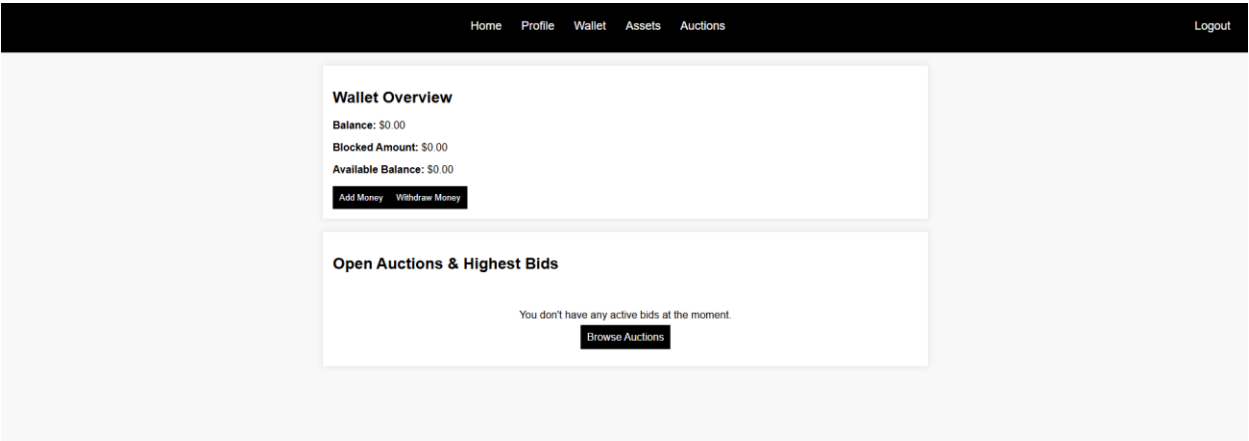 Home Profile Wallet Assets Auctions Logout
Wallet Overview
Balance: $0.00
Blocked Amount: $0.00
Available Balance: $0.00
Add Money Withdraw Money
Open Auctions & Highest Bids
You don't have any active bids at the moment.
Browse Auctions